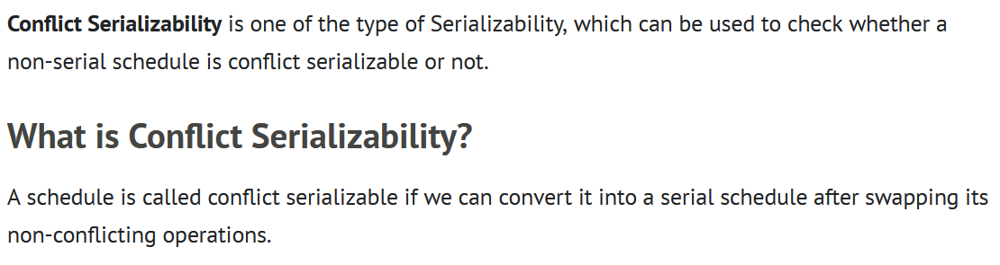 Conflict Serializability is one of the type of Serializability, which can be used to check whether a
non-serial schedule is conflict serializable or not.
What is Conflict Serializability?
A schedule is called conflict serializable if we can convert it into a serial schedule after swapping its
non-conflicting operations.